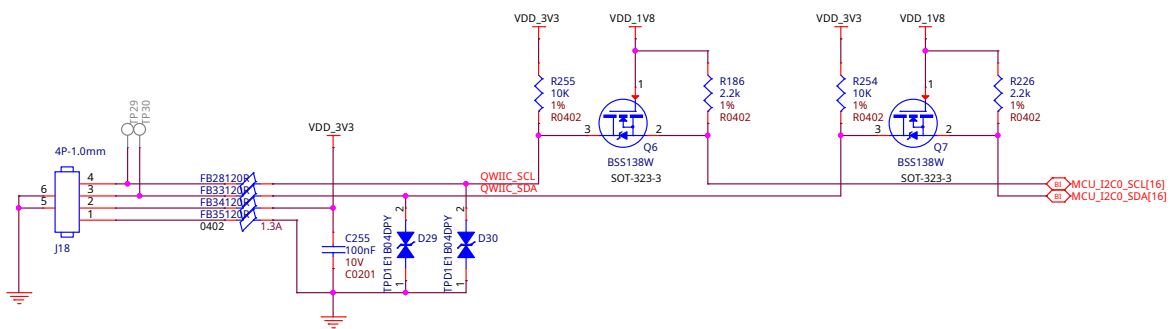 VDD_3V3
VDD_1V8
VDD_3V3
VDD_1V8
R255
10K
1%
R0402
1
R186
2.2k
1%
R0402
R254
10K
1%
R0402
1
R226
2.2k
1%
R0402
3
2
3
2
Q6
BSS138W
SOT-323-3
Q7
BSS138W
SOT-323-3
TP29
TP30
VDD_3V3
4P-1.0mm
6
5
4
3
2
1
J18
FB28120R
FB33120R
FB34120R
FB35120R
0402
1.3A
QWIIC_SCL
QWIIC_SDA
MCU_I2C0_SCL[16]
MCU_I2C0_SDA[16]
BI
BI
C255
100nF
10V
C0201
2
1
D29
TPD1E1B04DPY
2
1
D30
TPD1E1B04DPY